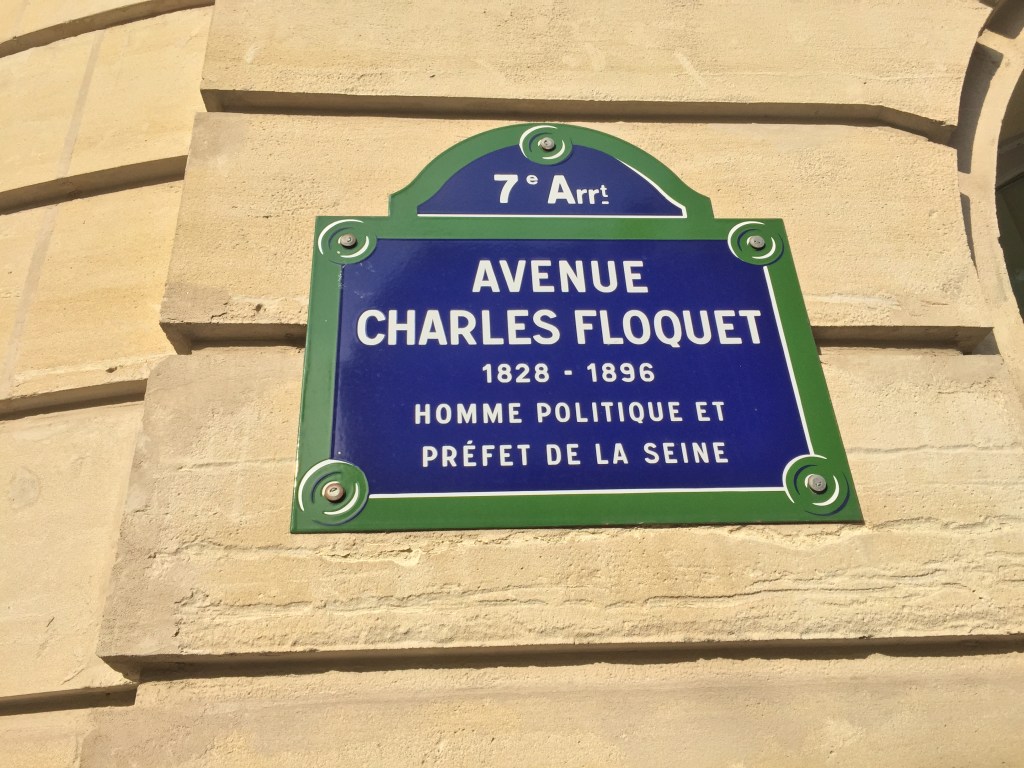 7e Arrt
AVENUE
CHARLES FLOQUET
1828 - 1896
HOMME POLITIQUE ET
PRÉFET DE LA SEINE